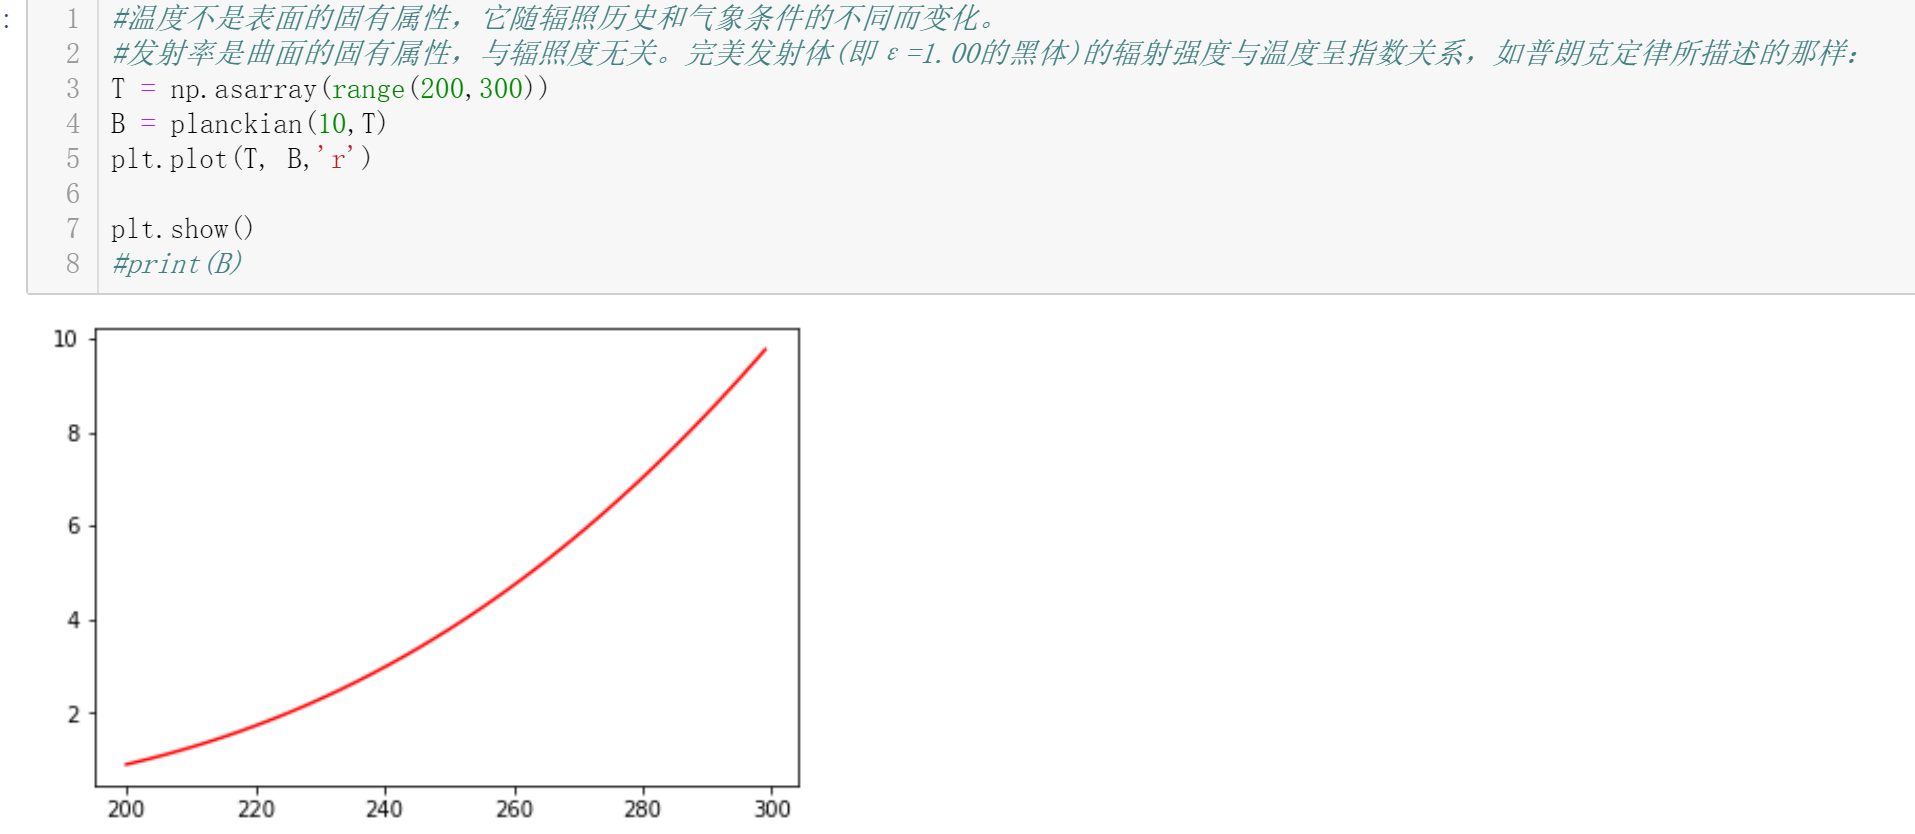 :
1 #温度不是表面的固有属性，它随辐照历史和气象条件的不同而变化。
2 #发射率是曲面的固有属性，与辐照度无关。完美发射体(即ε=1.00的黑体)的辐射强度与温度呈指数关系，如普朗克定律所描述的那样:
3 T = np.asarray(range(200,300))
4 B = planckian(10,T)
5 plt.plot(T, B,'r')
6
7 plt.show()
8 #print(B)
10
8
6
4
2
200 220 240 260 280 300